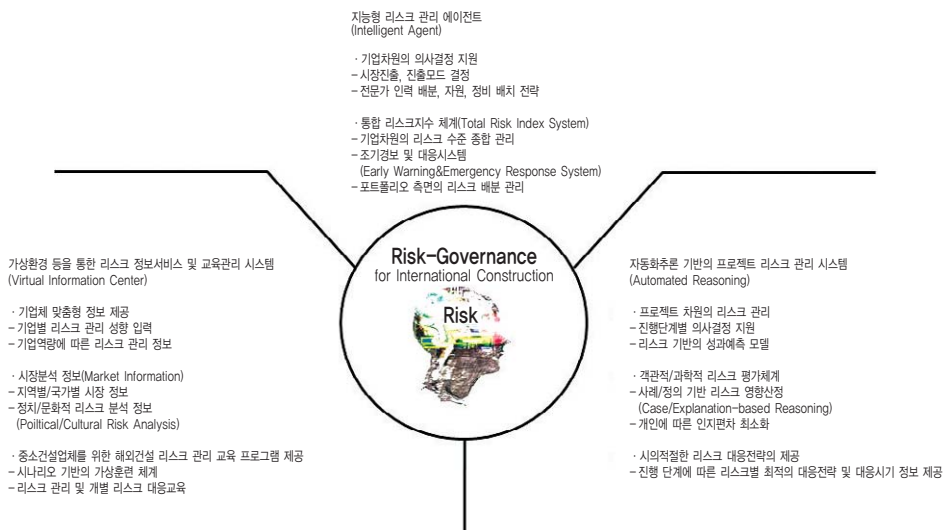 지능형 리스크 관리 에이전트
(Intelligent Agent)
· 기업차원의 의사결정 지원
– 시장진출, 진출모드 결정
– 전문가 인력 배분, 자원, 정비 배치 전략
· 통합 리스크지수 체계(Total Risk Index System)
– 기업차원의 리스크 수준 종합 관리
– 조기경보 및 대응시스템
(Early Warning&Emergency Response System)
– 포트폴리오 측면의 리스크 배분 관리
Risk-Governance
for International Construction
Risk
가상환경 등을 통한 리스크 정보서비스 및 교육관리 시스템
(Virtual Information Center)
· 기업체 맞춤형 정보 제공
– 기업별 리스크 관리 성향 입력
– 기업역량에 따른 리스크 관리 정보
· 시장분석 정보(Market Information)
– 지역별/국가별 시장 정보
– 정치/문화적 리스크 분석 정보
(Poiltical/Cultural Risk Analysis)
· 중소건설업체를 위한 해외건설 리스크 관리 교육 프로그램 제공
– 시나리오 기반의 가상훈련 체계
– 리스크 관리 및 개별 리스크 대응교육
자동화추론 기반의 프로젝트 리스크 관리 시스템
(Automated Reasoning)
· 프로젝트 차원의 리스크 관리
– 진행단계별 의사결정 지원
– 리스크 기반의 성과예측 모델
· 객관적/과학적 리스크 평가체계
– 사례/정의 기반 리스크 영향산정
(Case/Explanation-based Reasoning)
– 개인에 따른 인지편차 최소화
· 시의적절한 리스크 대응전략의 제공
– 진행 단계에 따른 리스크별 최적의 대응전략 및 대응시기 정보 제공